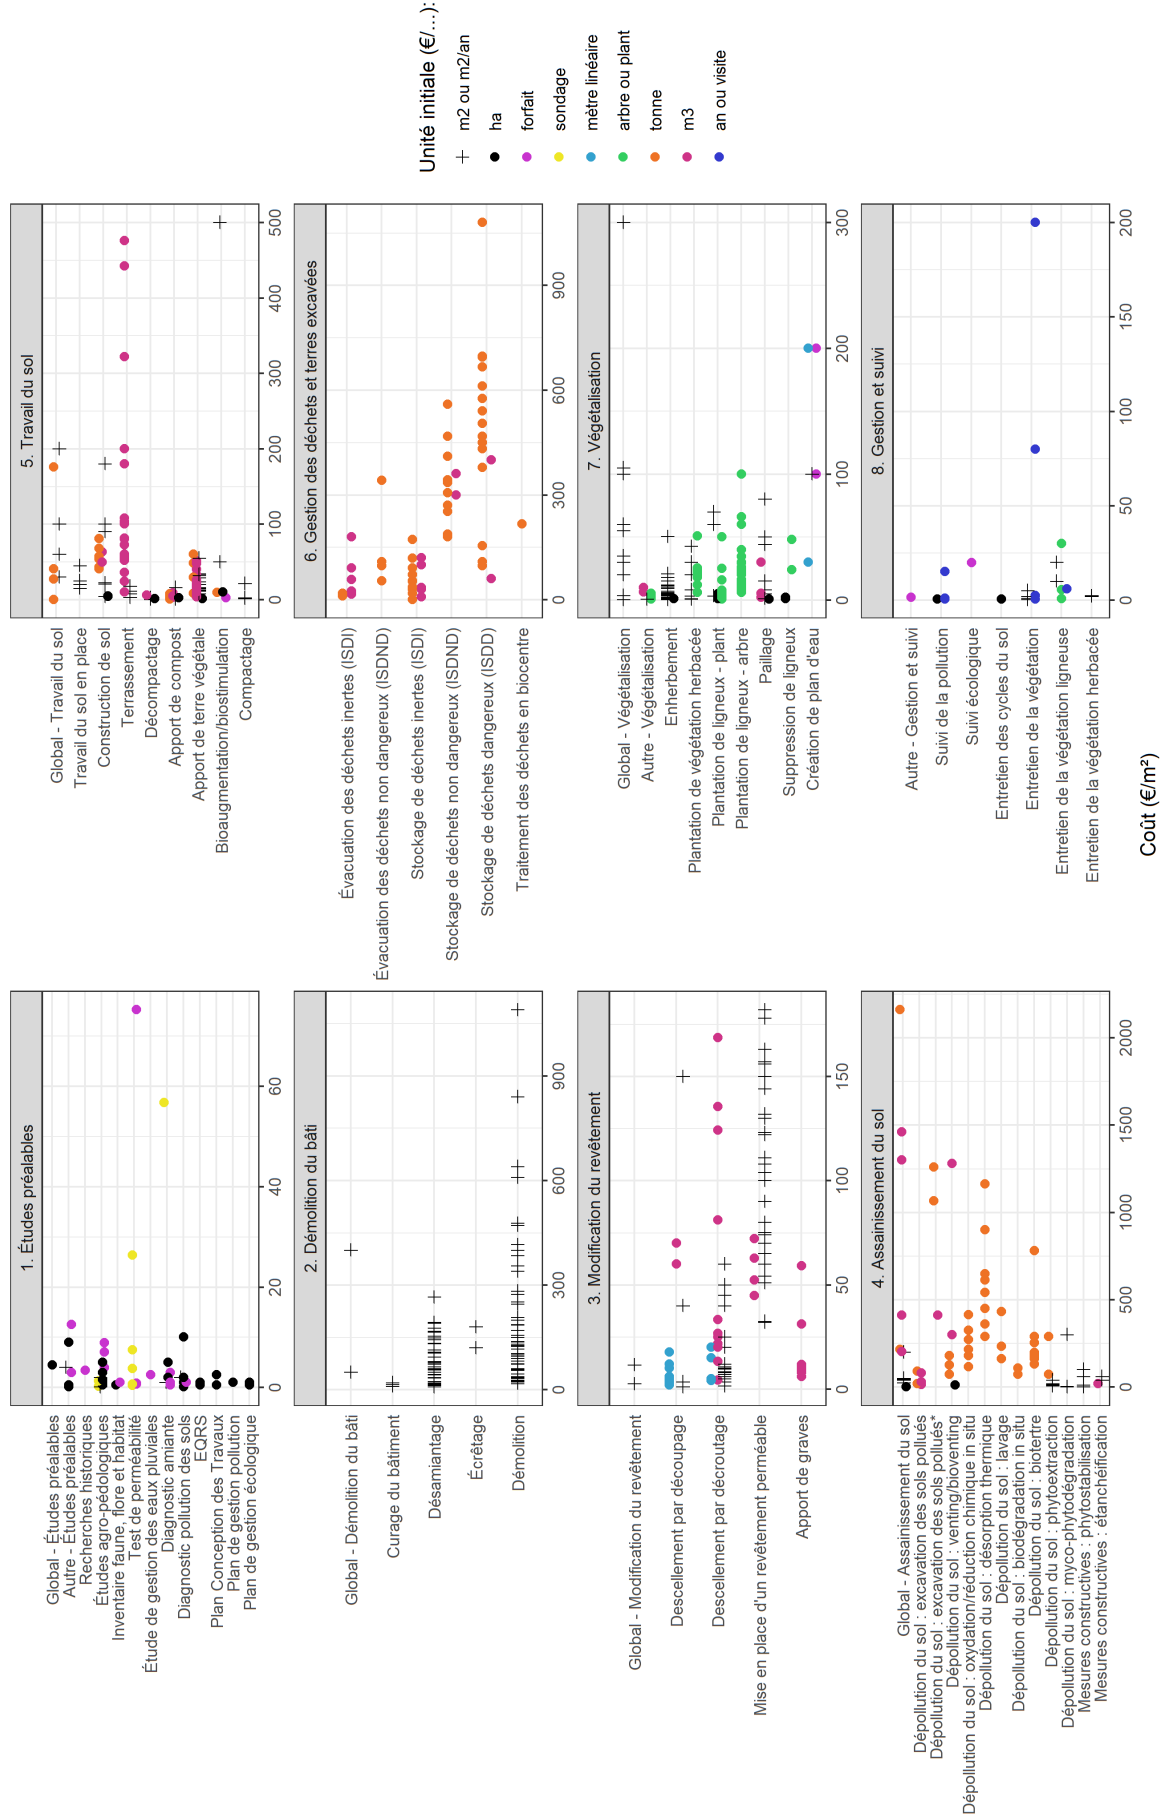 1. Études préalables
Global - Études préalables
Autre - Études préalables
Recherches historiques
Études agro-pédologiques
Inventaire faune, flore et habitat
Test de perméabilité
Étude de gestion des eaux pluviales
Diagnostic amiante
Diagnostic pollution des sols
EQRS
Plan Conception des Travaux
Plan de gestion pollution
Plan de gestion écologique
0 20 40 60
2. Démolition du bâti
Global - Démolition du bâti
Curage du bâtiment
Désamiantage
Écrêtage
Démolition
0 300 600 900
3. Modification du revêtement
Global - Modification du revêtement
Descellement par découpage
Descellement par décroutage
Mise en place d'un revêtement perméable
Apport de graves
0 50 100 150
4. Assainissement du sol
Global - Assainissement du sol
Dépollution du sol : excavation des sols pollués
Dépollution du sol : excavation des sols pollués*
Dépollution du sol : venting/bioventing
Dépollution du sol : oxydation/réduction chimique in situ
Dépollution du sol : désorption thermique
Dépollution du sol : lavage
Dépollution du sol : biodégradation in situ
Dépollution du sol : biotertre
Dépollution du sol : phytoextraction
Dépollution du sol : myco-phytodégradation
Mesures constructives : phytostabilisation
Mesures constructives : étanchéification
0 500 1000 1500 2000
5. Travail du sol
Global - Travail du sol
Travail du sol en place
Construction de sol
Terrassement
Décompactage
Apport de compost
Apport de terre végétale
Bioaugmentation/biostimulation
Compactage
0 100 200 300 400 500
6. Gestion des déchets et terres excavées
Évacuation des déchets inertes (ISDI)
Évacuation des déchets non dangereux (ISDND)
Stockage de déchets inertes (ISDI)
Stockage de déchets non dangereux (ISDND)
Stockage de déchets dangereux (ISDD)
Traitement des déchets en biocentre
0 300 600 900
7. Végétalisation
Global - Végétalisation
Autre - Végétalisation
Enherbement
Plantation de végétation herbacée
Plantation de ligneux - plant
Plantation de ligneux - arbre
Paillage
Suppression de ligneux
Création de plan d'eau
0 100 200 300
8. Gestion et suivi
Autre - Gestion et suivi
Suivi de la pollution
Suivi écologique
Entretien des cycles du sol
Entretien de la végétation
Entretien de la végétation ligneuse
Entretien de la végétation herbacée
0 50 100 150 200
Coût (€/m²)
Unité initiale (€/...):
m2 ou m2/an
ha
forfait
sondage
mètre linéaire
arbre ou plant
tonne
m3
an ou visite